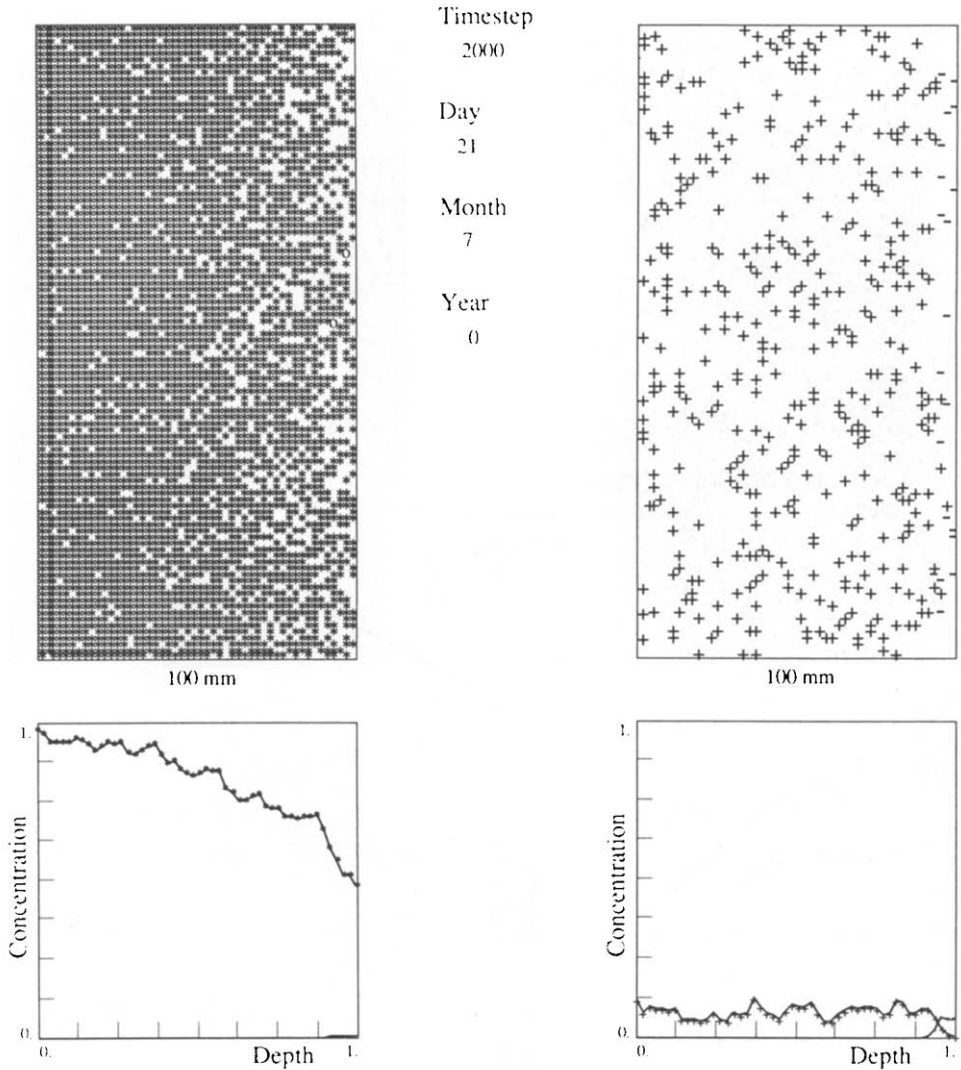 Timestep
2000
Day
21
Month
7
Year
0
100 mm
100 mm
1.
Concentration
0.
0.
Depth
1.
1.
Concentration
0.
0.
Depth
1.